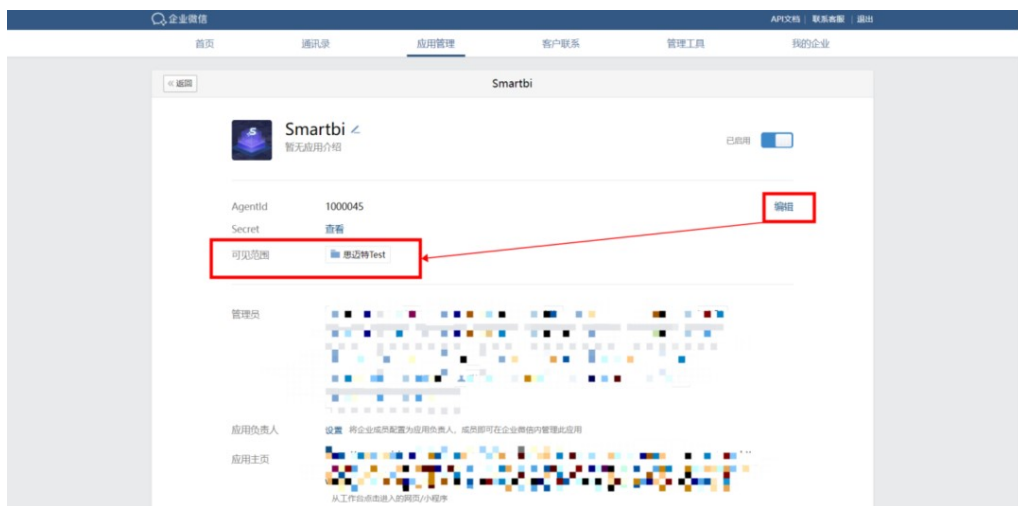 企业微信
API文档 | 联系客服 | 退出
首页 通讯录 应用管理 客户联系 管理工具 我的企业
« 返回 Smartbi
Smartbi
暂无应用介绍
已启用
AgentId 1000045
编辑
Secret 查看
可见范围 思迈特Test
管理员
应用负责人 设置 将企业成员配置为应用负责人，成员即可在企业微信内管理此应用
应用主页
从工作台点击进入的网页/小程序